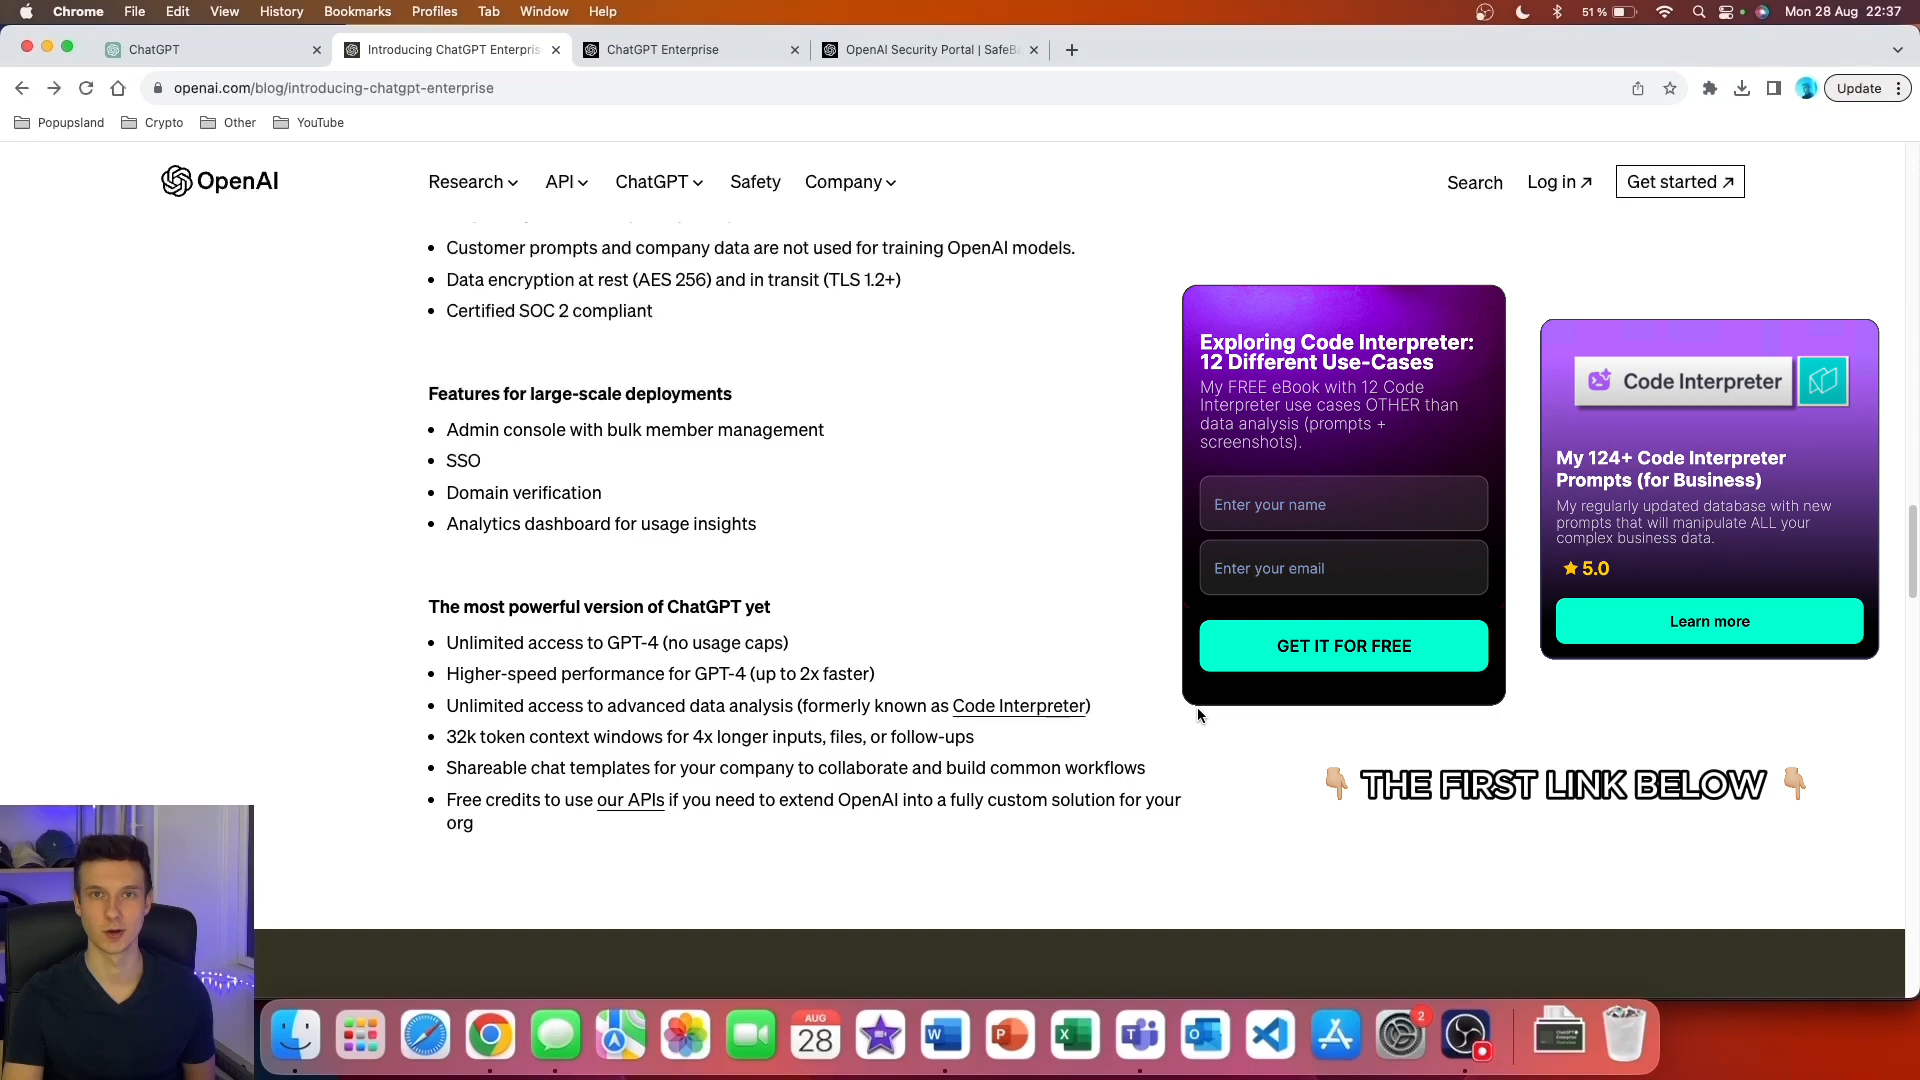 Chrome File Edit View History Bookmarks Profiles Tab Window Help
51 % Mon 28 Aug 22:37
ChatGPT
Introducing ChatGPT Enterpris
ChatGPT Enterprise
OpenAI Security Portal | SafeBa
openai.com/blog/introducing-chatgpt-enterprise
Update
Popupsland Crypto Other YouTube
OpenAI
Research API ChatGPT Safety Company
Search Log in ↗ Get started ↗
• Customer prompts and company data are not used for training OpenAI models.
• Data encryption at rest (AES 256) and in transit (TLS 1.2+)
• Certified SOC 2 compliant
Features for large-scale deployments
• Admin console with bulk member management
• SSO
• Domain verification
• Analytics dashboard for usage insights
The most powerful version of ChatGPT yet
• Unlimited access to GPT-4 (no usage caps)
• Higher-speed performance for GPT-4 (up to 2x faster)
• Unlimited access to advanced data analysis (formerly known as Code Interpreter)
• 32k token context windows for 4x longer inputs, files, or follow-ups
• Shareable chat templates for your company to collaborate and build common workflows
• Free credits to use our APIs if you need to extend OpenAI into a fully custom solution for your
org
Exploring Code Interpreter:
12 Different Use-Cases
My FREE eBook with 12 Code
Interpreter use cases OTHER than
data analysis (prompts +
screenshots).
Enter your name
Enter your email
GET IT FOR FREE
Code Interpreter
My 124+ Code Interpreter
Prompts (for Business)
My regularly updated database with new
prompts that will manipulate ALL your
complex business data.
★ 5.0
Learn more
👇🏼 THE FIRST LINK BELOW 👇🏼
AUG
28
W
P
X
T
O
2